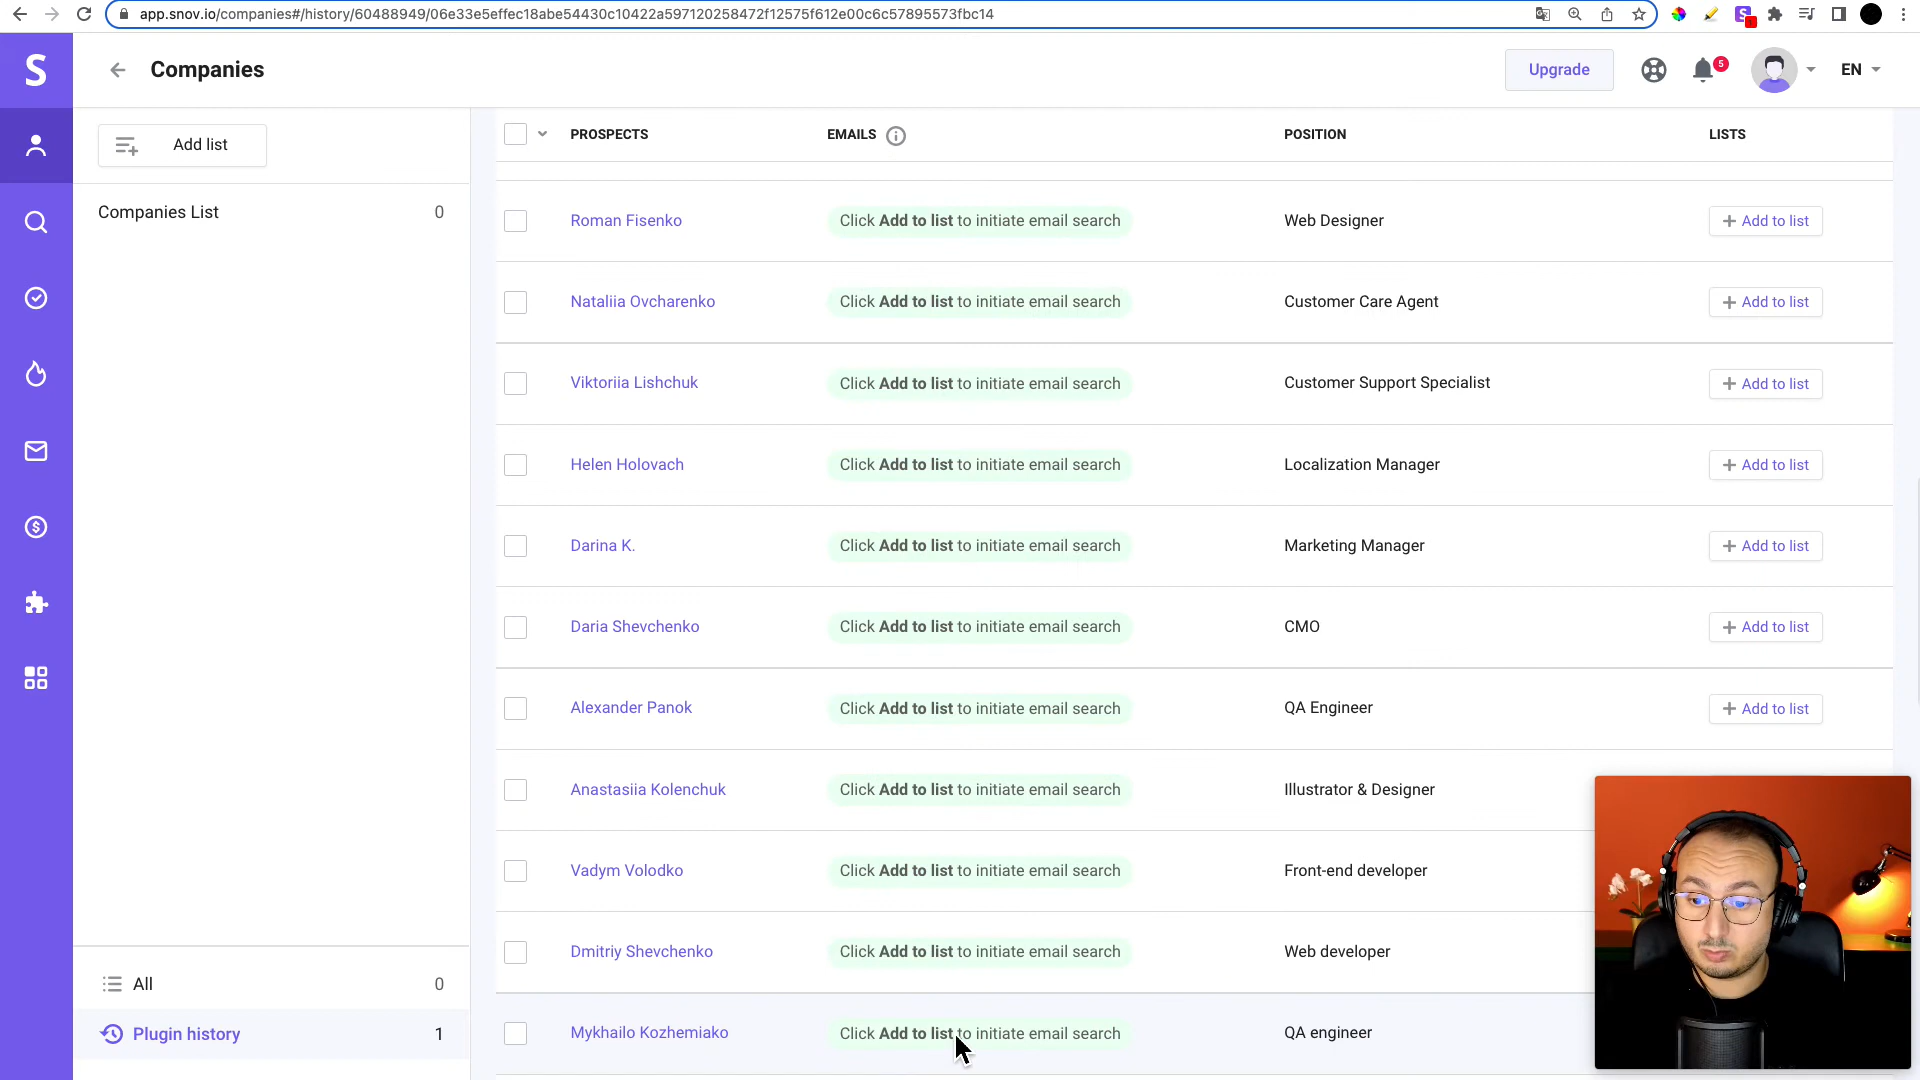 app.snov.io/companies#/history/60488949/06e33e5effec18abe54430c10422a597120258472f12575f612e00c6c57895573fbc14
S
Companies
Upgrade
5
EN
Add list
Companies List 0
PROSPECTS EMAILS POSITION LISTS
Roman Fisenko Click Add to list to initiate email search Web Designer + Add to list
Nataliia Ovcharenko Click Add to list to initiate email search Customer Care Agent + Add to list
Viktoriia Lishchuk Click Add to list to initiate email search Customer Support Specialist + Add to list
Helen Holovach Click Add to list to initiate email search Localization Manager + Add to list
Darina K. Click Add to list to initiate email search Marketing Manager + Add to list
Daria Shevchenko Click Add to list to initiate email search CMO + Add to list
Alexander Panok Click Add to list to initiate email search QA Engineer + Add to list
Anastasiia Kolenchuk Click Add to list to initiate email search Illustrator & Designer
Vadym Volodko Click Add to list to initiate email search Front-end developer
Dmitriy Shevchenko Click Add to list to initiate email search Web developer
Mykhailo Kozhemiako Click Add to list to initiate email search QA engineer
All 0
Plugin history 1